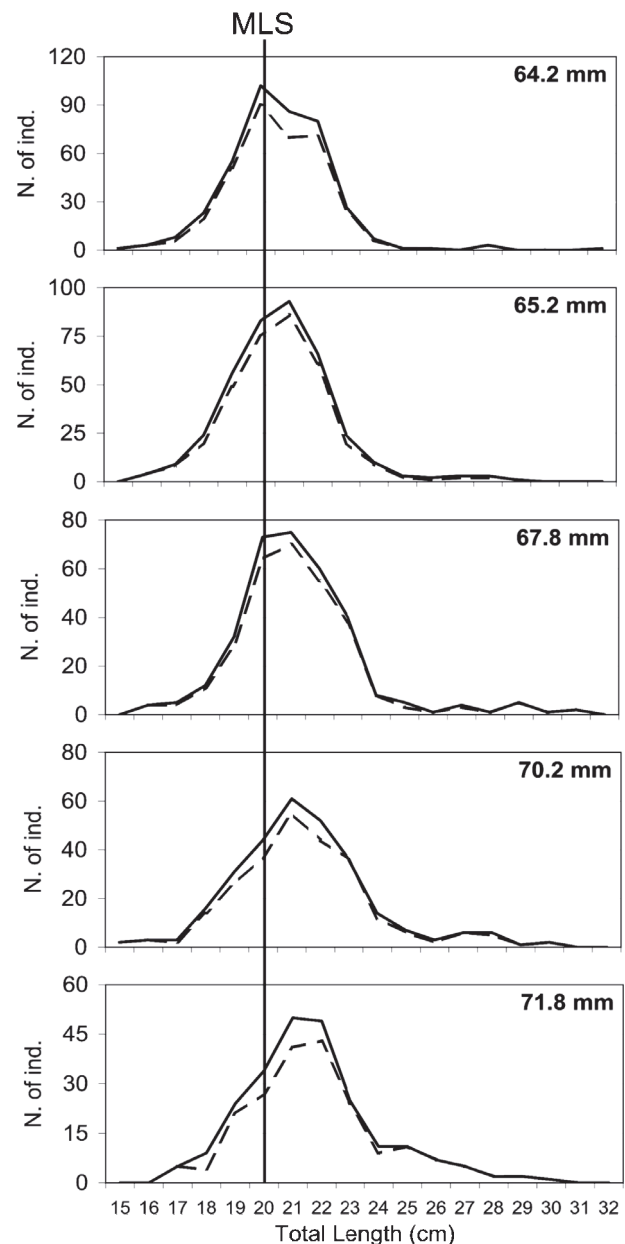 MLS
120
64.2 mm
90
60
30
0
N. of ind.
100
65.2 mm
75
50
25
0
N. of ind.
80
67.8 mm
60
40
20
0
N. of ind.
80
70.2 mm
60
40
20
0
N. of ind.
60
71.8 mm
45
30
15
0
N. of ind.
15 16 17 18 19 20 21 22 23 24 25 26 27 28 29 30 31 32
Total Length (cm)